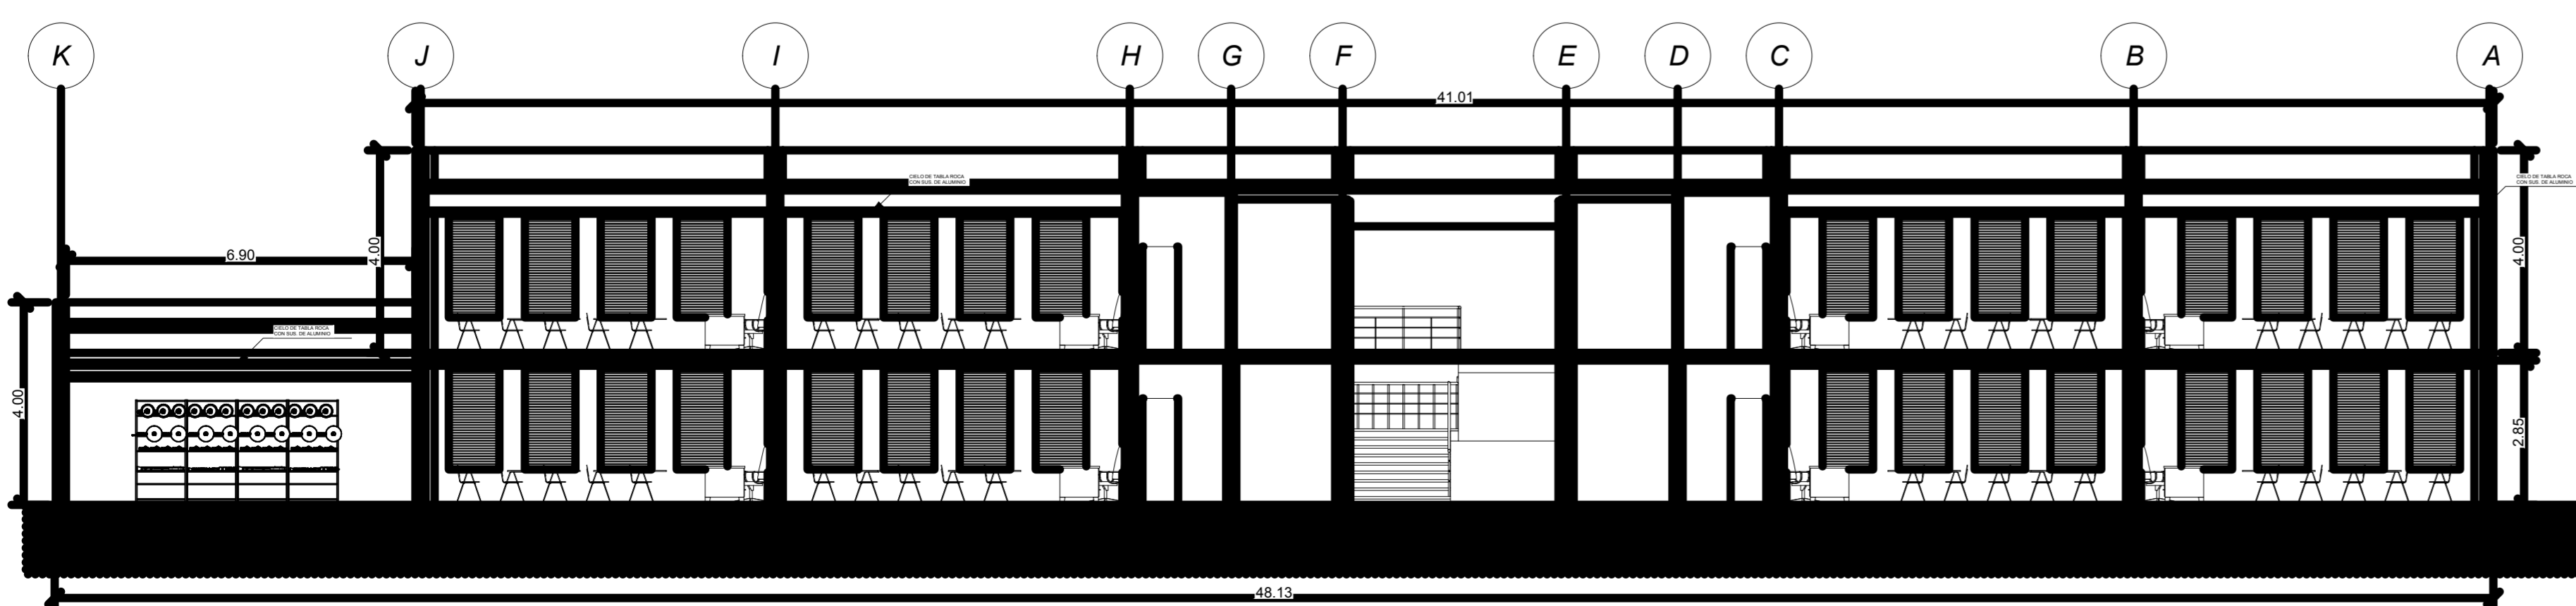 K
J
I
H
G
F
E
D
C
B
A
41.01
CIELO DE TABLA ROCA
CON SUS. DE ALUMINIO
CIELO DE TABLA ROCA
CON SUS. DE ALUMINIO
6.90
4.00
4.00
CIELO DE TABLA ROCA
CON SUS. DE ALUMINIO
4.00
2.85
48.13